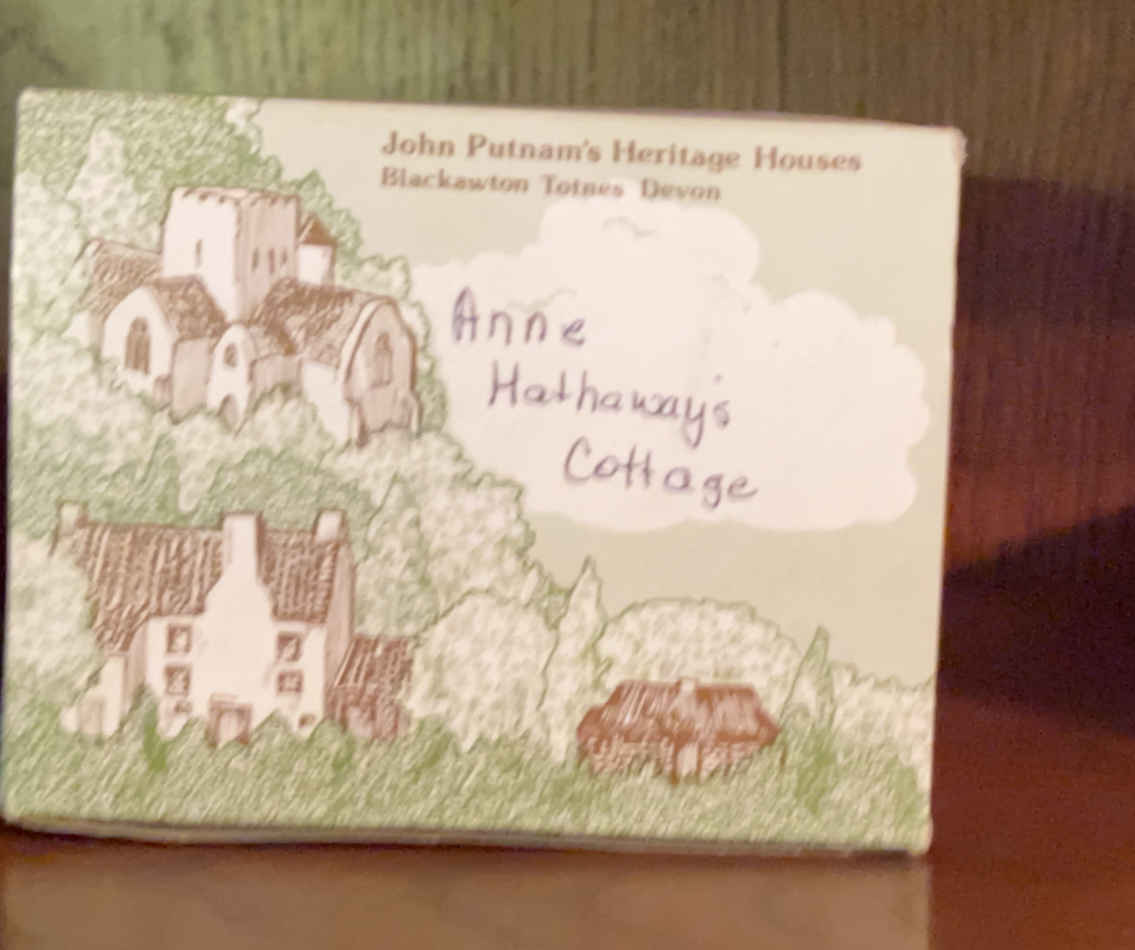 John Putnam's Heritage Houses
Blackawton Totnes Devon
Anne
Hathaway's
Cottage